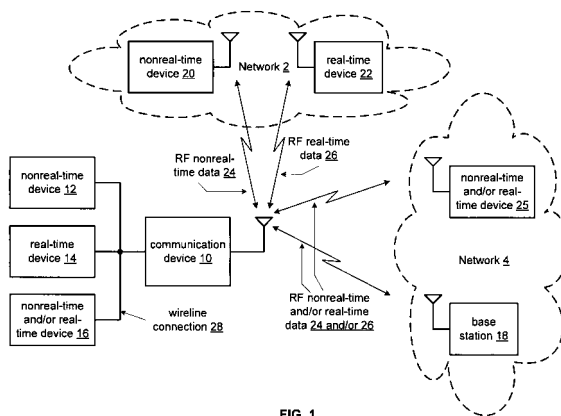 nonreal-time
device 20
Network 2
real-time
device 22
RF nonreal-
time data 24
RF real-time
data 26
nonreal-time
device 12
real-time
device 14
nonreal-time
and/or real-
time device 16
communication
device 10
wireline
connection 28
RF nonreal-time
and/or real-time
data 24 and/or 26
nonreal-time
and/or real-
time device
25
Network 4
base
station 18
FIG. 1